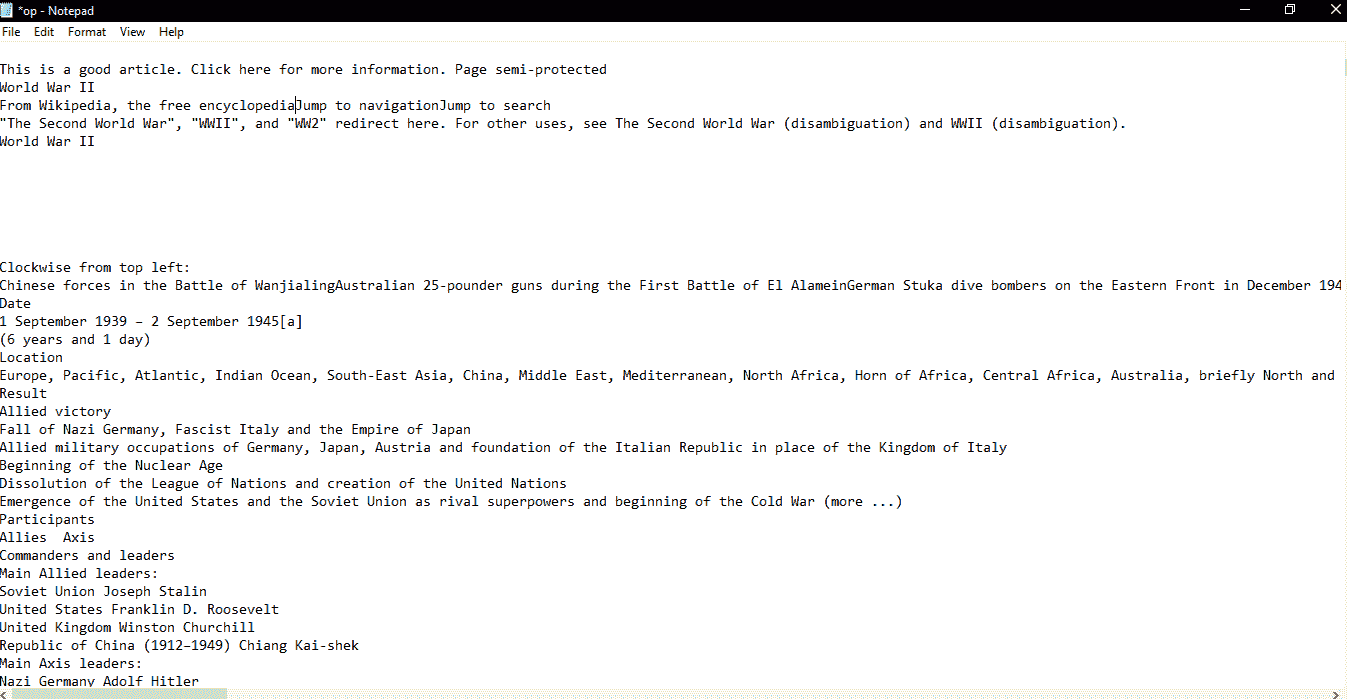 *op - Notepad
File Edit Format View Help
This is a good article. Click here for more information. Page semi-protected
World War II
From Wikipedia, the free encyclopediaJump to navigationJump to search
"The Second World War", "WWII", and "WW2" redirect here. For other uses, see The Second World War (disambiguation) and WWII (disambiguation).
World War II
Clockwise from top left:
Chinese forces in the Battle of WanjialingAustralian 25-pounder guns during the First Battle of El AlameinGerman Stuka dive bombers on the Eastern Front in December 194
Date
1 September 1939 – 2 September 1945[a]
(6 years and 1 day)
Location
Europe, Pacific, Atlantic, Indian Ocean, South-East Asia, China, Middle East, Mediterranean, North Africa, Horn of Africa, Central Africa, Australia, briefly North and
Result
Allied victory
Fall of Nazi Germany, Fascist Italy and the Empire of Japan
Allied military occupations of Germany, Japan, Austria and foundation of the Italian Republic in place of the Kingdom of Italy
Beginning of the Nuclear Age
Dissolution of the League of Nations and creation of the United Nations
Emergence of the United States and the Soviet Union as rival superpowers and beginning of the Cold War (more ...)
Participants
Allies  Axis
Commanders and leaders
Main Allied leaders:
Soviet Union Joseph Stalin
United States Franklin D. Roosevelt
United Kingdom Winston Churchill
Republic of China (1912–1949) Chiang Kai-shek
Main Axis leaders:
Nazi Germany Adolf Hitler